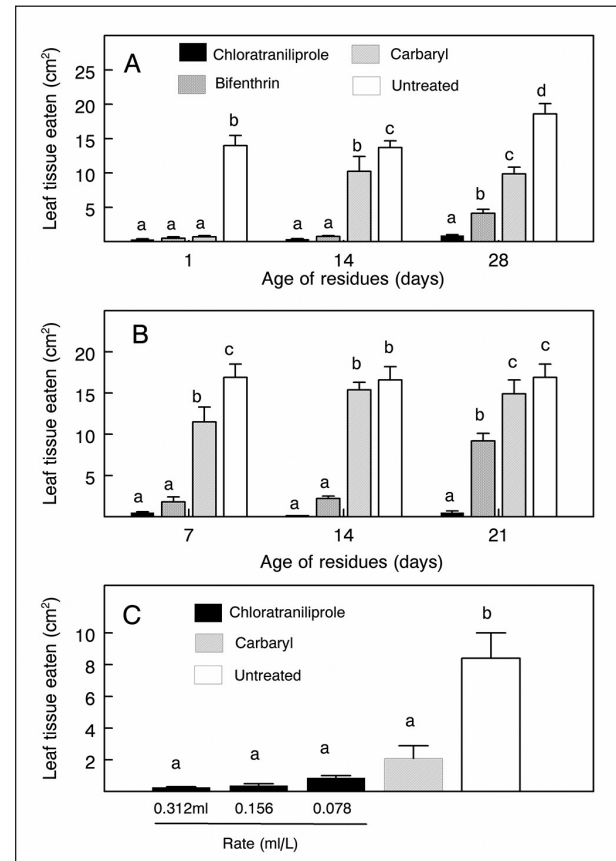 A
Chloratraniliprole
Carbaryl
Bifenthrin
Untreated
Leaf tissue eaten (cm²)
25
20
15
10
5
a a a b
a a b c
a b c d
1 14 28
Age of residues (days)
B
Leaf tissue eaten (cm²)
20
15
10
5
a a b c
a a b b
a b c c
7 14 21
Age of residues (days)
C
Chloratraniliprole
Carbaryl
Untreated
Leaf tissue eaten (cm²)
10
8
6
4
2
a a a a b
0.312ml 0.156 0.078
Rate (ml/L)